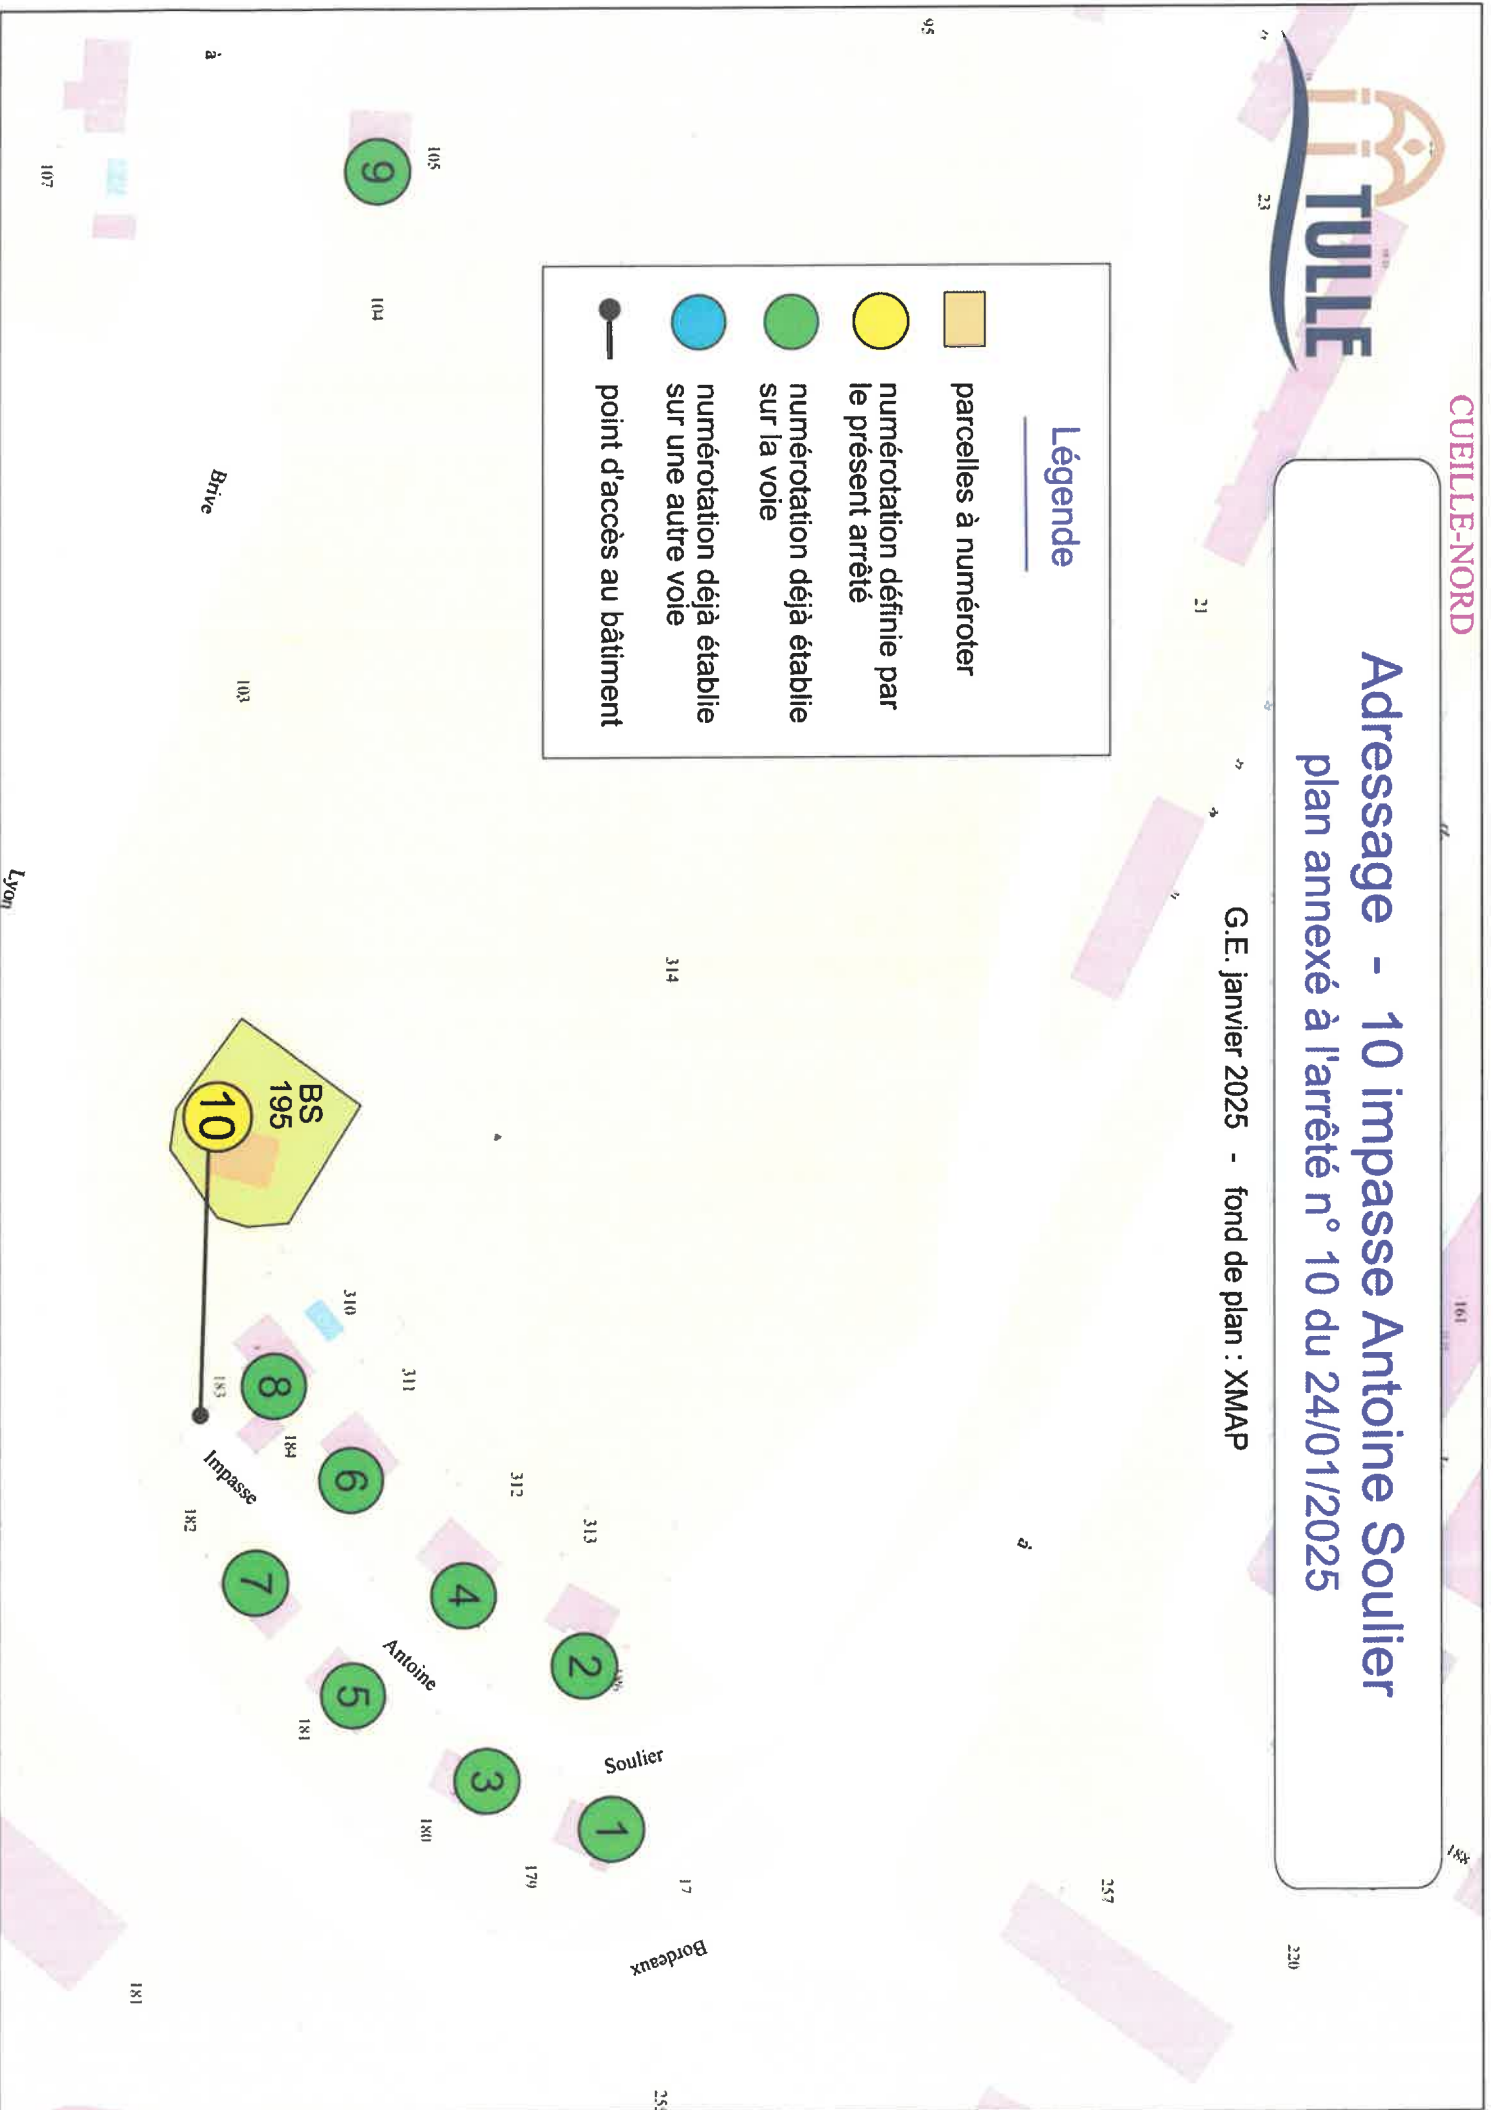 CUEILLE-NORD
TULLE
Adressage - 10 impasse Antoine Soulier
plan annexé à l'arrêté n° 10 du 24/01/2025
G.E. janvier 2025 - fond de plan : XMAP
Légende
parcelles à numéroter
numérotation définie par
le présent arrêté
numérotation déjà établie
sur la voie
numérotation déjà établie
sur une autre voie
point d'accès au bâtiment
161
188
23
21
220
257
95
à
314
17
Bordeaux
Soulier
1
2
313
179
312
3
4
180
105
9
311
Antoine
5
6
104
310
181
BS
195
184
8
7
103
10
183
Impasse
182
Brive
à
181
107
Lyon